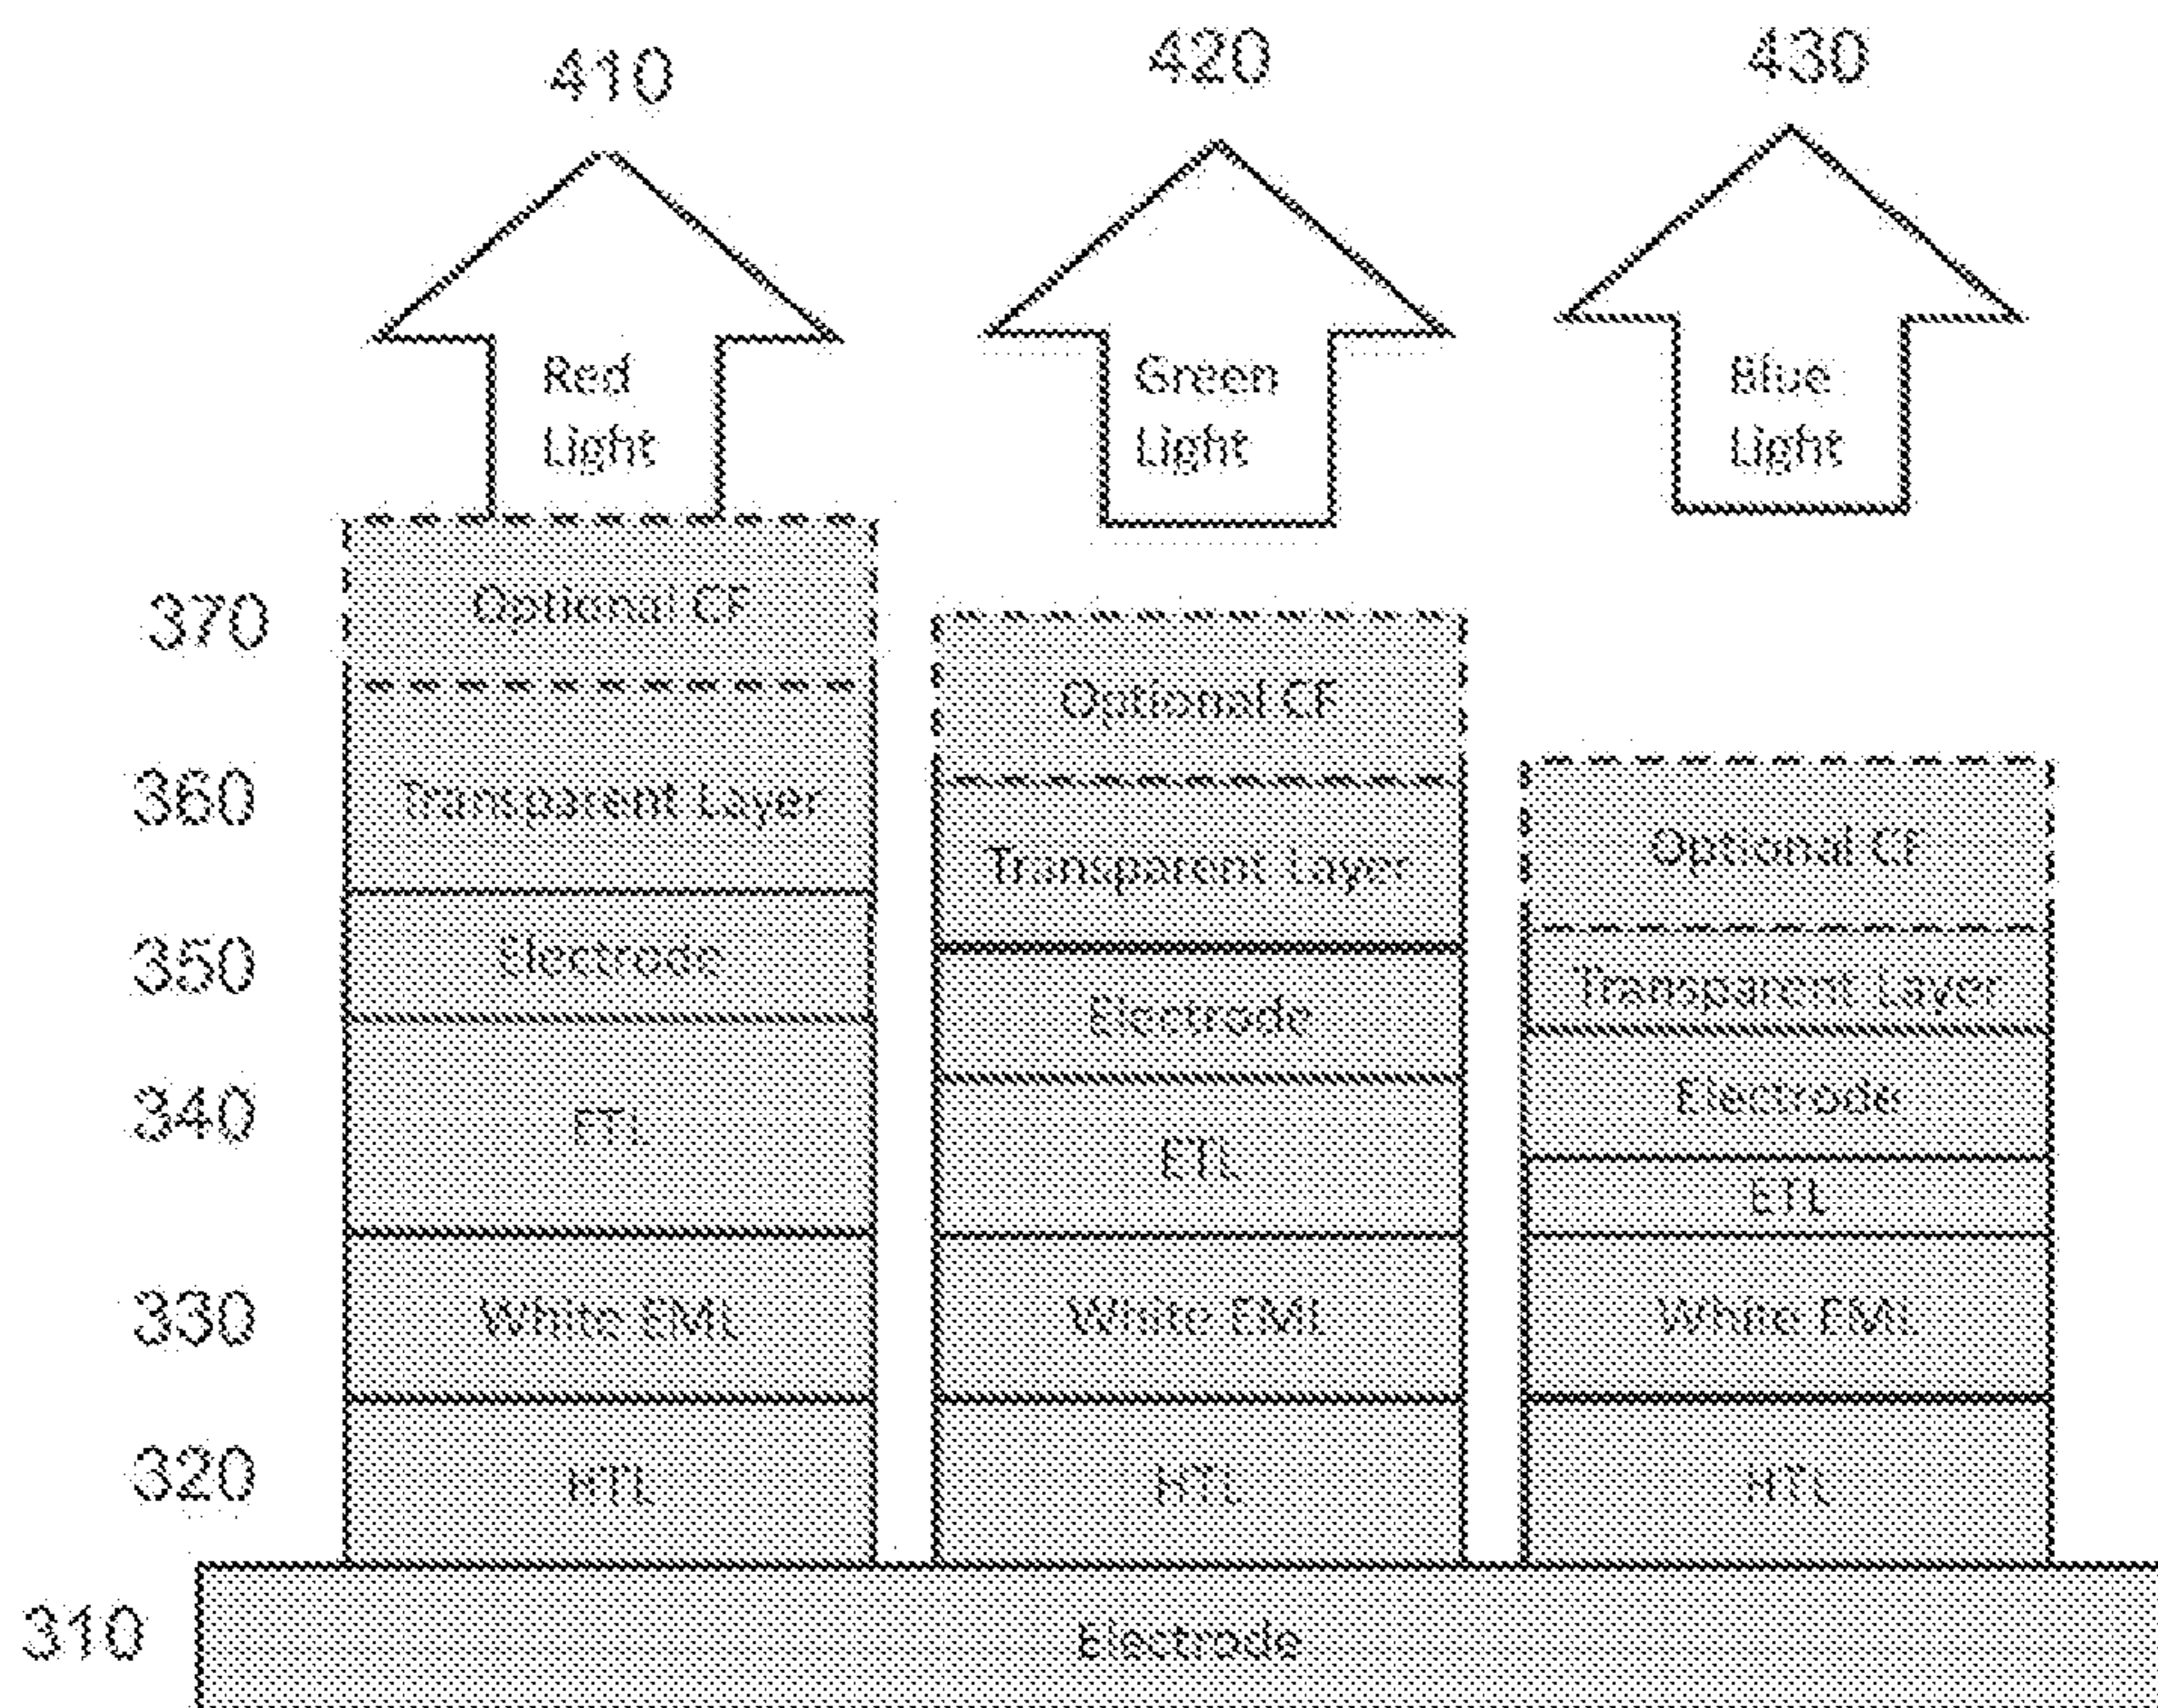 410
420
430
Red
Light
Green
Light
Blue
Light
370
Optional CF
Optional CF
Optional CF
360
Transparent Layer
Transparent Layer
Transparent Layer
350
Electrode
Electrode
Electrode
340
ETL
ETL
ETL
330
White EML
White EML
White EML
320
HTL
HTL
HTL
310
Electrode